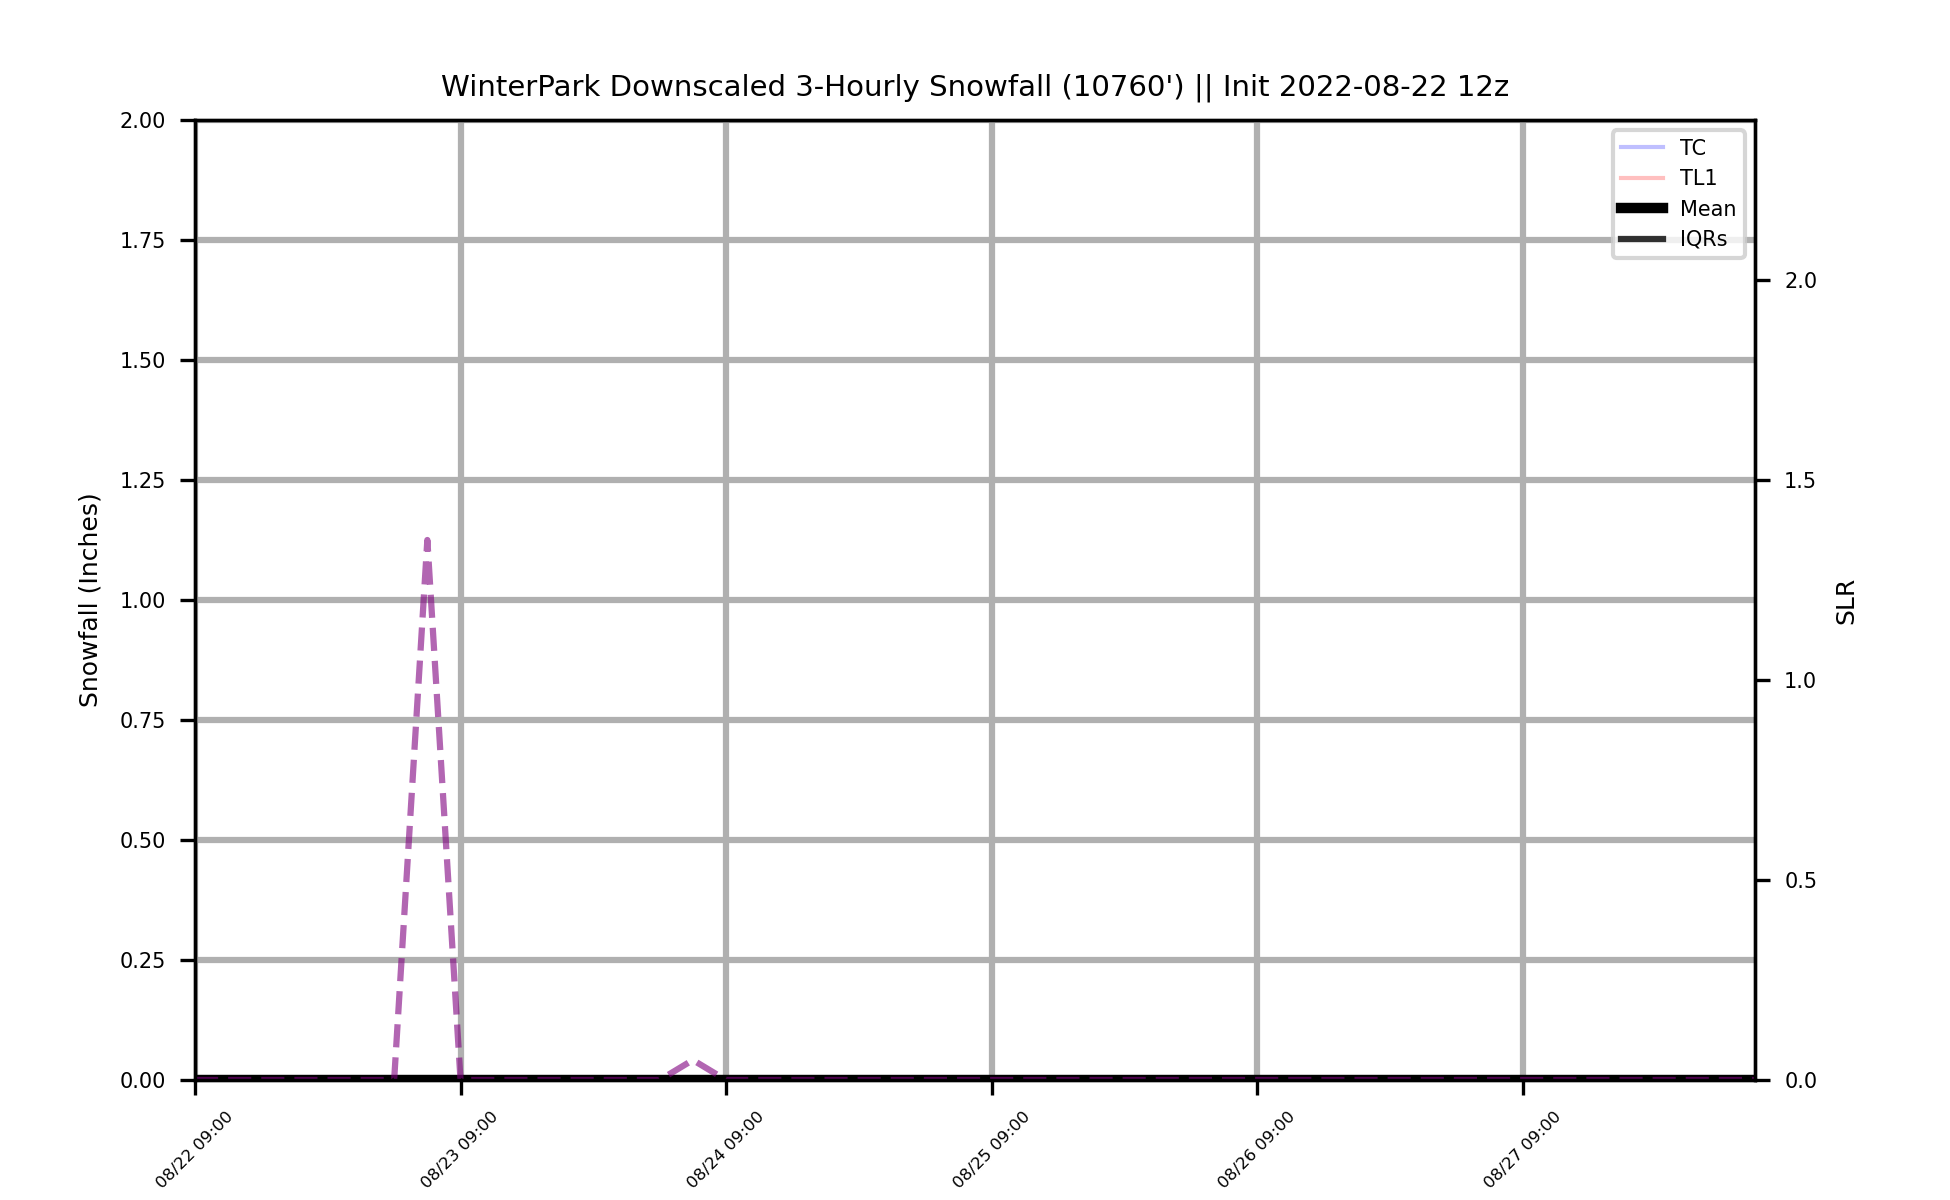 WinterPark Downscaled 3-Hourly Snowfall (10760') || Init 2022-08-22 12z
TC
TL1
Mean
IQRs
Snowfall (Inches)
2.00
1.75
1.50
1.25
1.00
0.75
0.50
0.25
0.00
SLR
2.0
1.5
1.0
0.5
0.0
08/22 09:00
08/23 09:00
08/24 09:00
08/25 09:00
08/26 09:00
08/27 09:00